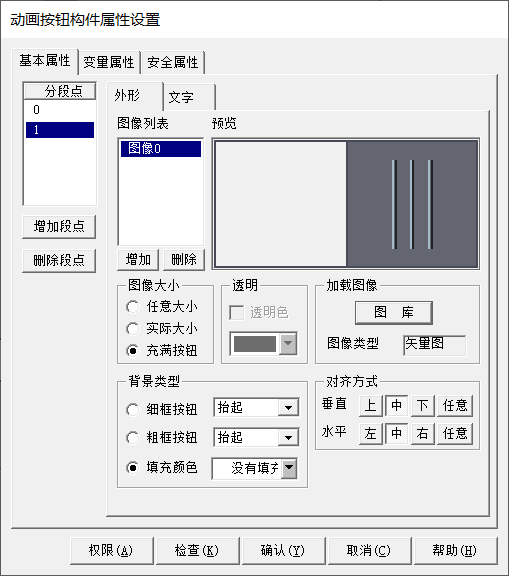 动画按钮构件属性设置
基本属性 变量属性 安全属性
分段点
0
1
增加段点
删除段点
外形 文字
图像列表
图像0
增加 删除
预览
图像大小
任意大小
实际大小
充满按钮
透明
透明色
加载图像
图 库
图像类型 矢量图
背景类型
细框按钮 抬起
粗框按钮 抬起
填充颜色 没有填充
对齐方式
垂直 上 中 下 任意
水平 左 中 右 任意
权限(A) 检查(K) 确认(Y) 取消(C) 帮助(H)